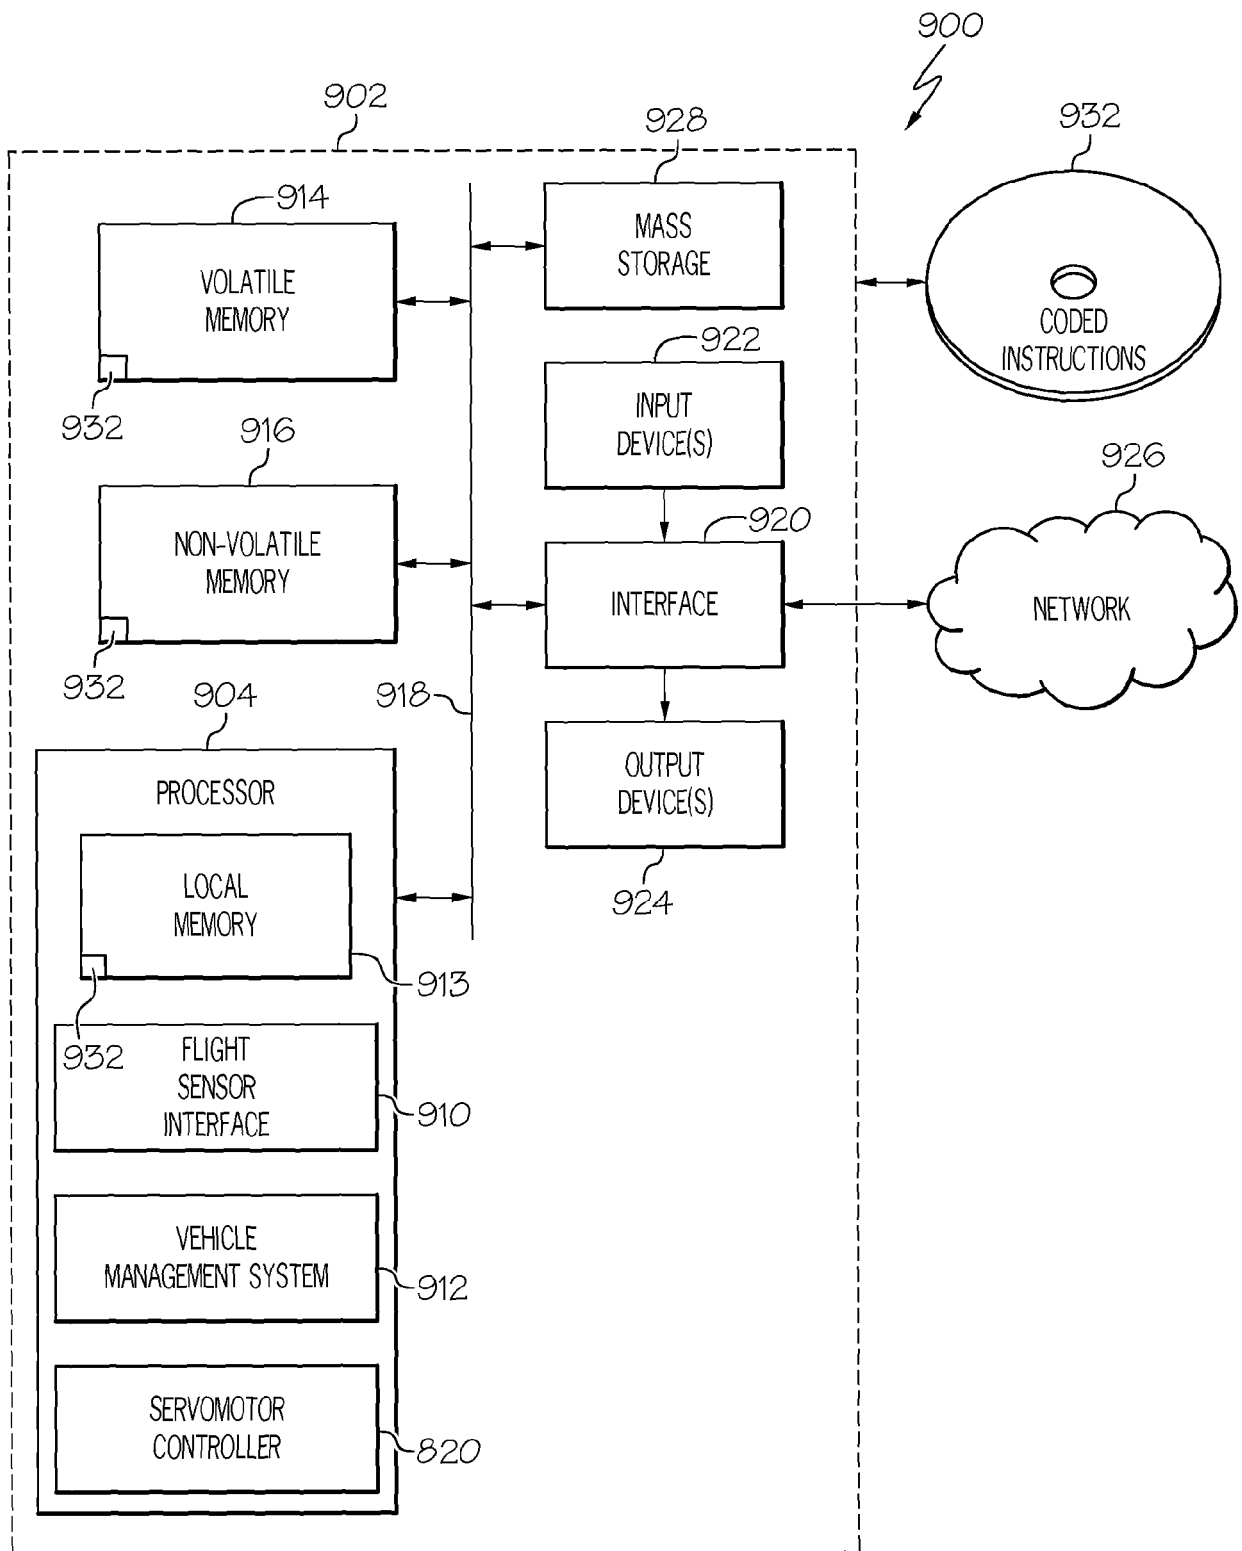 900
902
928
932
914
MASS
STORAGE
VOLATILE
MEMORY
CODED
INSTRUCTIONS
922
932
916
INPUT
DEVICE(S)
926
920
NON-VOLATILE
MEMORY
INTERFACE
NETWORK
932
904
918
PROCESSOR
OUTPUT
DEVICE(S)
LOCAL
MEMORY
924
913
932
FLIGHT
SENSOR
INTERFACE
910
VEHICLE
MANAGEMENT SYSTEM
912
SERVOMOTOR
CONTROLLER
820